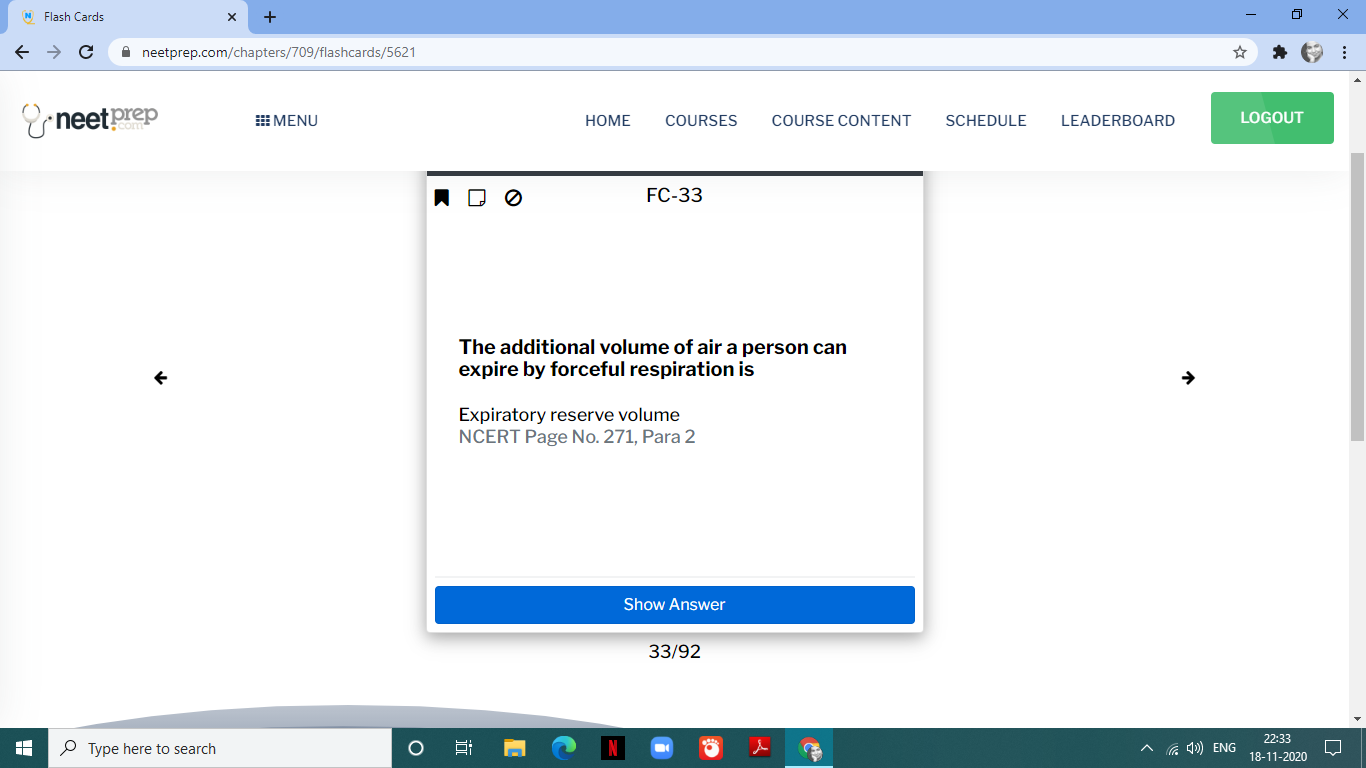 Flash Cards
neetprep.com/chapters/709/flashcards/5621
neetprep
.com
MENU
HOME
COURSES
COURSE CONTENT
SCHEDULE
LEADERBOARD
LOGOUT
FC-33
The additional volume of air a person can
expire by forceful respiration is
Expiratory reserve volume
NCERT Page No. 271, Para 2
Show Answer
33/92
Type here to search
N
ENG
22:33
18-11-2020